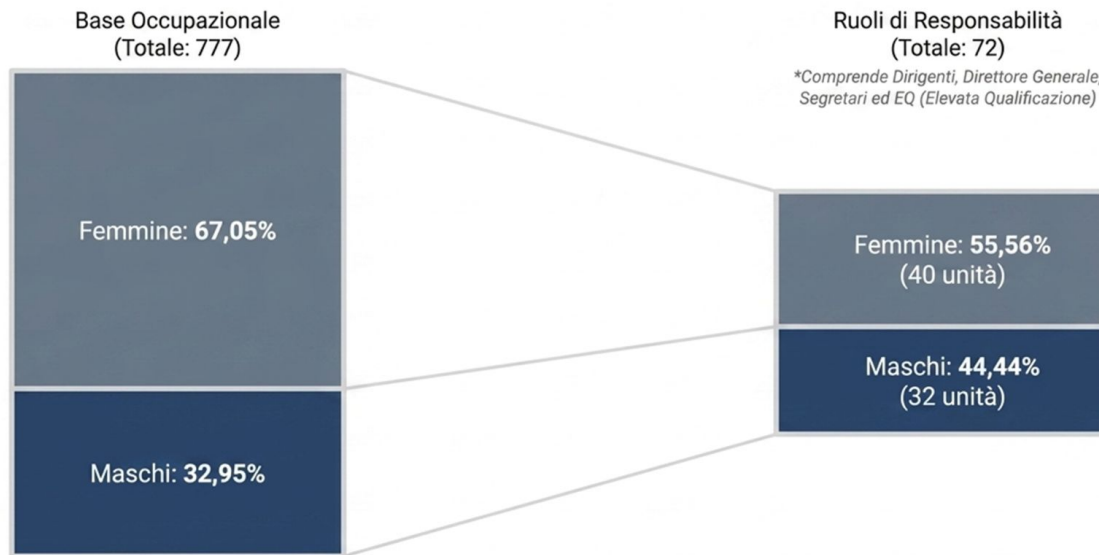 Base Occupazionale
(Totale: 777)
Femmine: 67,05%
Maschi: 32,95%
Ruoli di Responsabilità
(Totale: 72)
*Comprende Dirigenti, Direttore Generale,
Segretari ed EQ (Elevata Qualificazione)
Femmine: 55,56%
(40 unità)
Maschi: 44,44%
(32 unità)